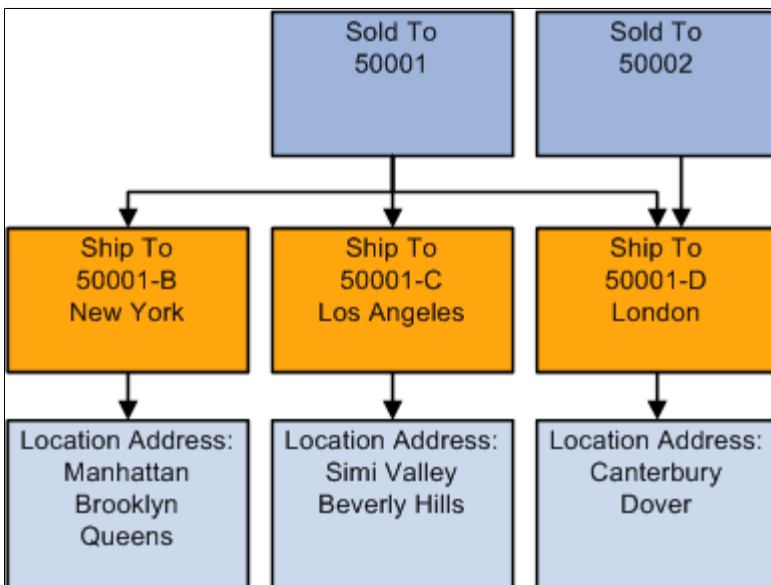 Sold To
50001
Sold To
50002
Ship To
50001-B
New York
Ship To
50001-C
Los Angeles
Ship To
50001-D
London
Location Address:
Manhattan
Brooklyn
Queens
Location Address:
Simi Valley
Beverly Hills
Location Address:
Canterbury
Dover